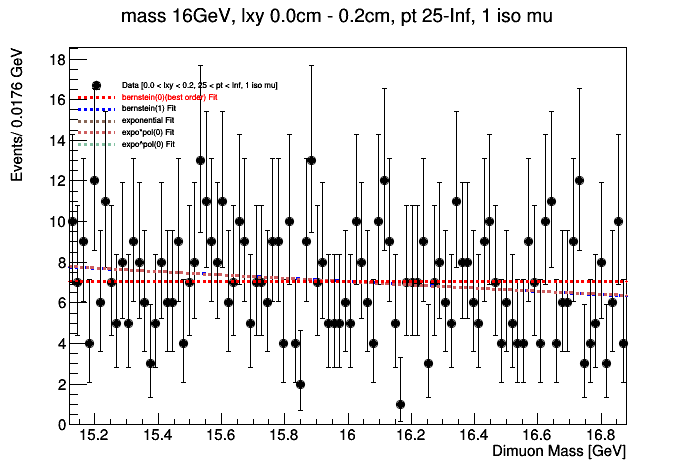 mass 16GeV, lxy 0.0cm - 0.2cm, pt 25-Inf, 1 iso mu
Events/ 0.0176 GeV
18
16
14
12
10
8
6
4
2
0
Data [0.0 < lxy < 0.2, 25 < pt < Inf, 1 iso mu]
bernstein(0)(best order) Fit
bernstein(1) Fit
exponential Fit
expo*pol(0) Fit
expo^pol(0) Fit
15.2 15.4 15.6 15.8 16 16.2 16.4 16.6 16.8
Dimuon Mass [GeV]